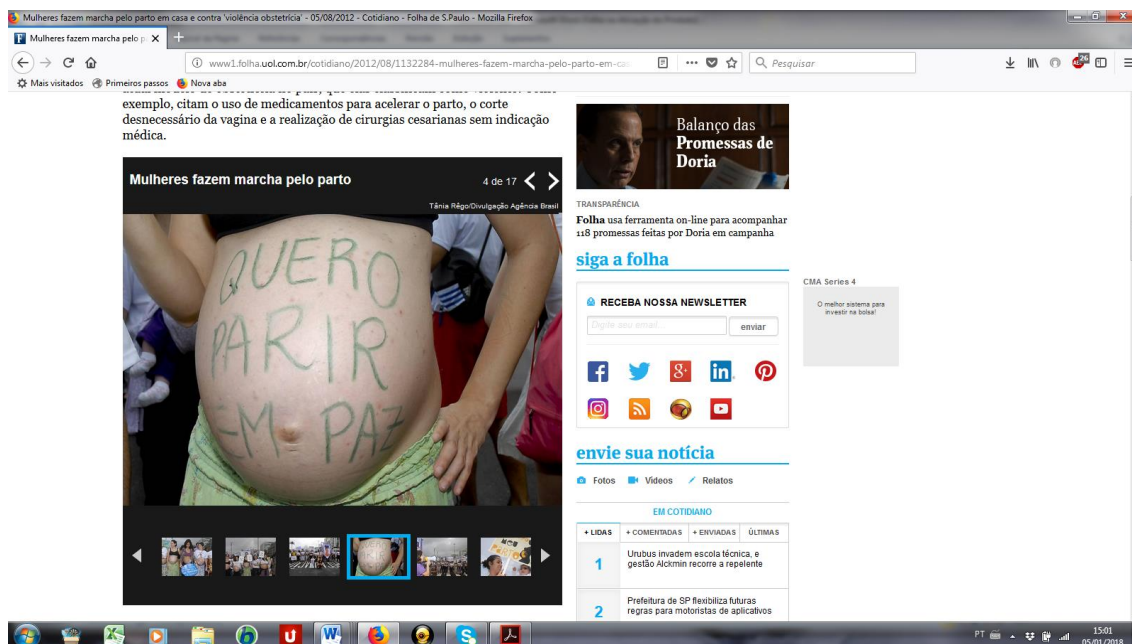 Mulheres fazem marcha pelo parto em casa e contra 'violência obstetrícia' - 05/08/2012 - Cotidiano - Folha de S.Paulo - Mozilla Firefox
Mulheres fazem marcha pelo p
www1.folha.uol.com.br/cotidiano/2012/08/1132284-mulheres-fazem-marcha-pelo-parto-em-cas
Pesquisar
26
Mais visitados
Primeiros passos
Nova aba
exemplo, citam o uso de medicamentos para acelerar o parto, o corte
desnecessário da vagina e a realização de cirurgias cesarianas sem indicação
médica.
Mulheres fazem marcha pelo parto
4 de 17
Tânia Rêgo/Divulgação Agência Brasil
QUERO
PARIR
EM PAZ
Balanço das
Promessas de
Doria
TRANSPARÊNCIA
Folha usa ferramenta on-line para acompanhar
118 promessas feitas por Doria em campanha
siga a folha
RECEBA NOSSA NEWSLETTER
Digite seu email...
enviar
envie sua notícia
Fotos
Videos
Relatos
EM COTIDIANO
+ LIDAS
+ COMENTADAS
+ ENVIADAS
ÚLTIMAS
1
Urubus invadem escola técnica, e
gestão Alckmin recorre a repelente
2
Prefeitura de SP flexibiliza futuras
regras para motoristas de aplicativos
CMA Series 4
O melhor sistema para
investir na bolsa!
PT
15:01
05/01/2018